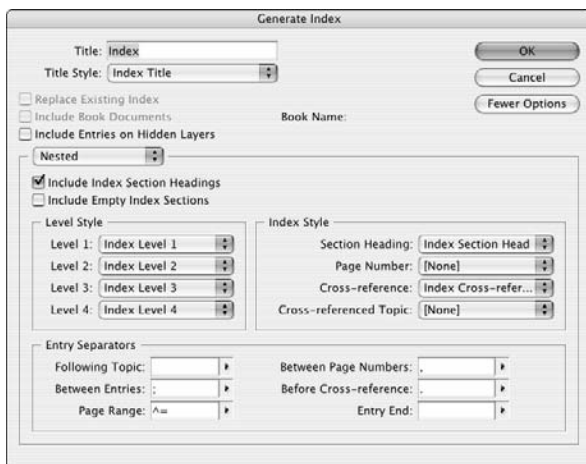 Generate Index
Title: Index
OK
Title Style: Index Title
Cancel
Replace Existing Index
Fewer Options
Include Book Documents
Book Name:
Include Entries on Hidden Layers
Nested
Include Index Section Headings
Include Empty Index Sections
Level Style
Level 1: Index Level 1
Level 2: Index Level 2
Level 3: Index Level 3
Level 4: Index Level 4
Index Style
Section Heading: Index Section Head
Page Number: [None]
Cross-reference: Index Cross-refer...
Cross-referenced Topic: [None]
Entry Separators
Following Topic:
Between Entries: ;
Page Range: ^=
Between Page Numbers: ,
Before Cross-reference: .
Entry End: